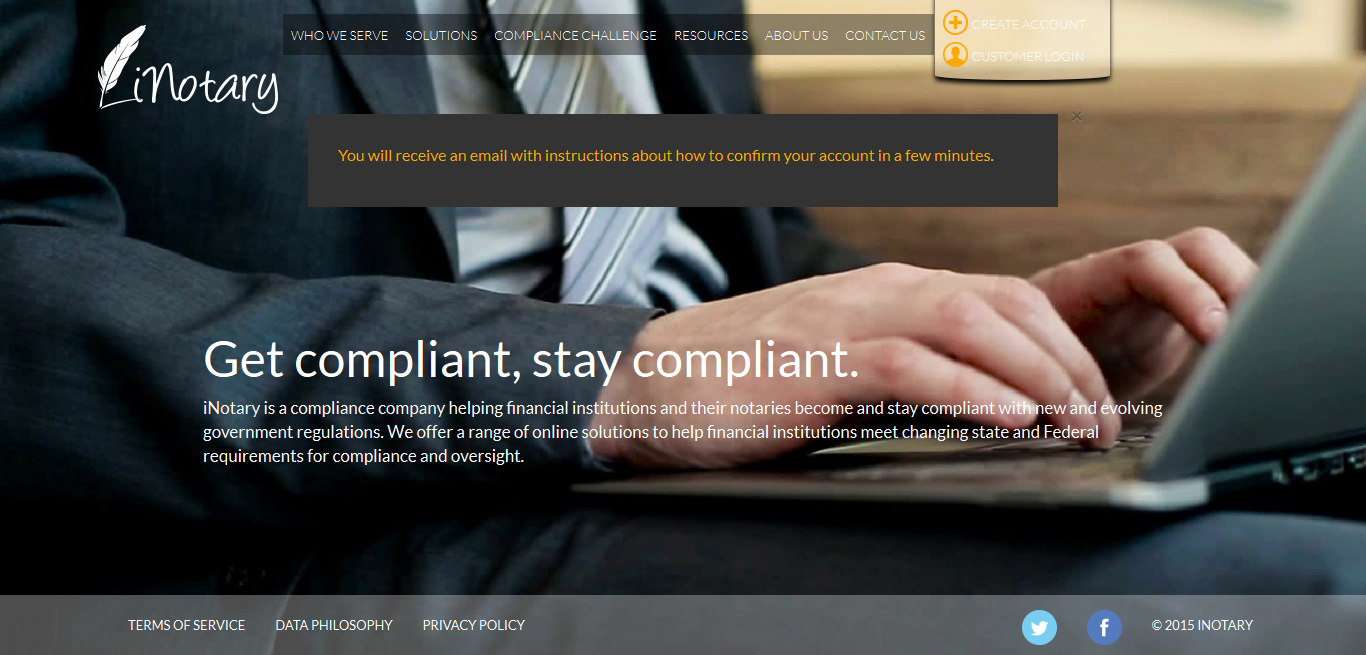 iNotary
WHO WE SERVE SOLUTIONS COMPLIANCE CHALLENGE RESOURCES ABOUT US CONTACT US
CREATE ACCOUNT
CUSTOMER LOGIN
×
You will receive an email with instructions about how to confirm your account in a few minutes.
Get compliant, stay compliant.
iNotary is a compliance company helping financial institutions and their notaries become and stay compliant with new and evolving
government regulations. We offer a range of online solutions to help financial institutions meet changing state and Federal
requirements for compliance and oversight.
TERMS OF SERVICE DATA PHILOSOPHY PRIVACY POLICY © 2015 INOTARY